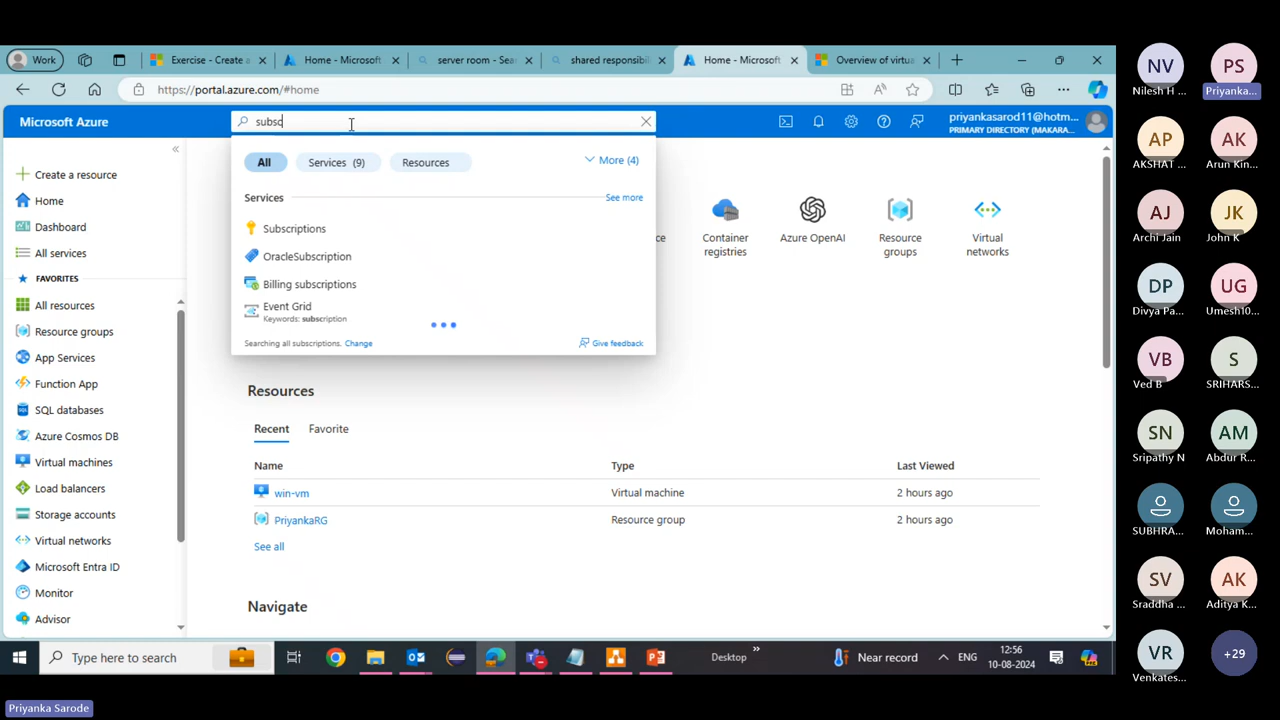 Work
Exercise - Create a
Home - Microsoft
server room - Sea
shared responsibil
Home - Microsoft
Overview of virtua
https://portal.azure.com/#home
Microsoft Azure
subsc
priyankasarod11@hotm...
PRIMARY DIRECTORY (MAKARA...
All
Services (9)
Resources
More (4)
Services
See more
Subscriptions
OracleSubscription
Billing subscriptions
Event Grid
Keywords: subscription
Searching all subscriptions. Change
Give feedback
Create a resource
Home
Dashboard
All services
FAVORITES
All resources
Resource groups
App Services
Function App
SQL databases
Azure Cosmos DB
Virtual machines
Load balancers
Storage accounts
Virtual networks
Microsoft Entra ID
Monitor
Advisor
ce
Container
registries
Azure OpenAI
Resource
groups
Virtual
networks
Resources
Recent
Favorite
Name
Type
Last Viewed
win-vm
Virtual machine
2 hours ago
PriyankaRG
Resource group
2 hours ago
See all
Navigate
Type here to search
Desktop
Near record
ENG
12:56
10-08-2024
NV
Nilesh H ...
PS
Priyanka...
AP
AKSHAT ...
AK
Arun Kin...
AJ
Archi Jain
JK
John K
DP
Divya Pa...
UG
Umesh10...
VB
Ved B
S
SRIHARS...
SN
Sripathy N
AM
Abdur R...
SUBHRA...
Moham...
SV
Sraddha ...
AK
Aditya K...
VR
Venkates...
+29
Priyanka Sarode